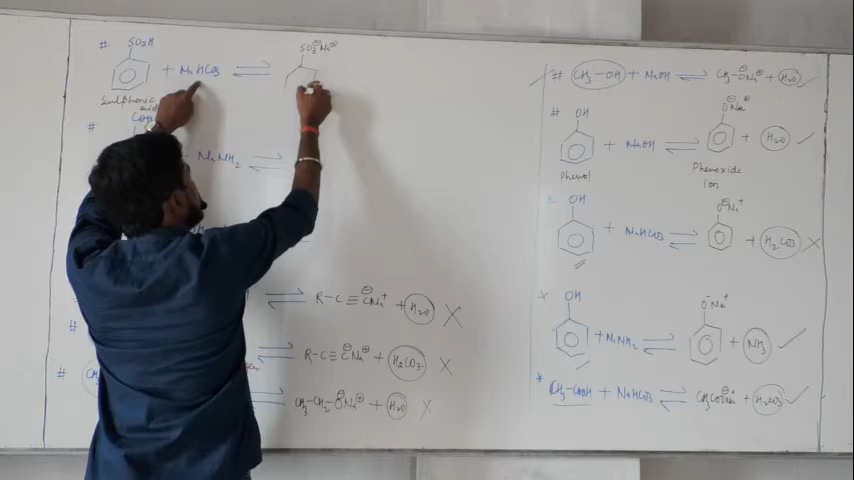 # SO3H
+ NaHCO3 ⇌ SO3⊖Na⊕
Sulphonic acid
# COOH
+ NaNH2 ⇌
⇌ R-C≡C⊖Na+ + H2O X
#
⇌ R-C≡C⊖Na⊕ + H2CO3 X
# CH3
⇌ CH3-CH2-O⊖Na⊕ + H2O X
# CH3-OH + NaOH ⇌ CH3-O⊖Na⊕ + H2O ✓
# OH + NaOH ⇌ O⊖Na⊕ + H2O ✓
Phenol
Phenoxide ion
OH + NaHCO3 ⇌ O⊖Na+ + H2CO3 X
OH + NaNH2 ⇌ O-Na+ + NH3 ✓
* CH3-COOH + NaHCO3 ⇌ CH3COO⊖Na⊕ + H2CO3 ✓